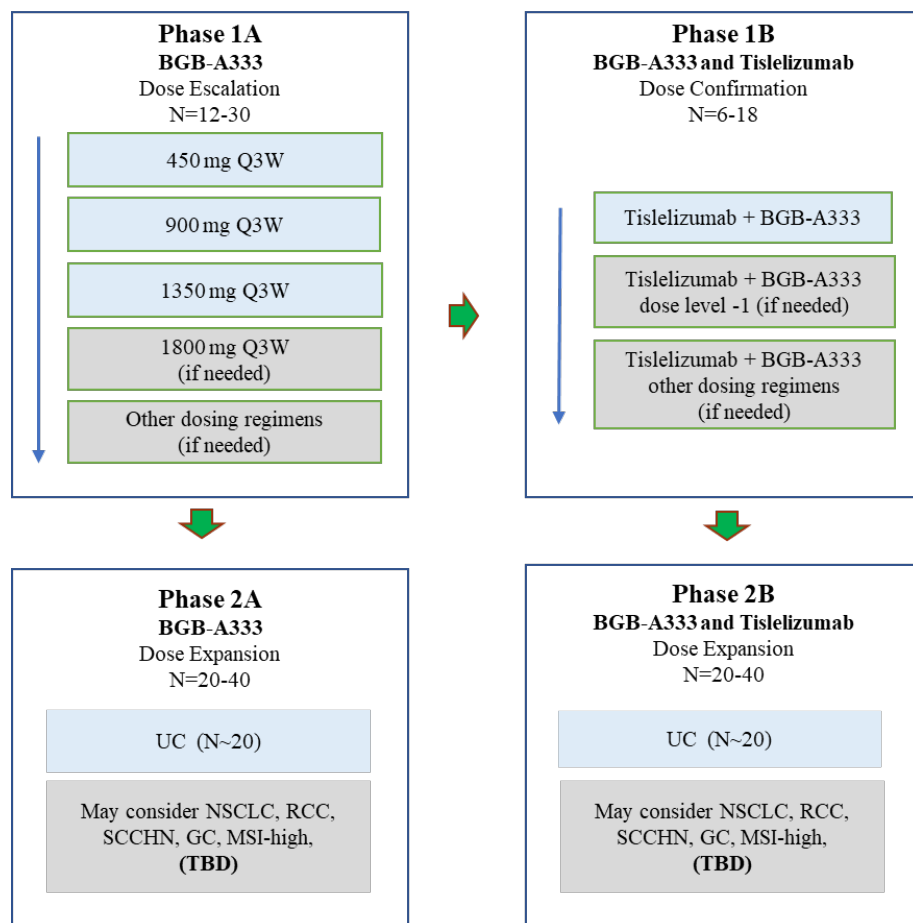 Phase 1A
BGB-A333
Dose Escalation
N=12-30
450 mg Q3W
900 mg Q3W
1350 mg Q3W
1800 mg Q3W
(if needed)
Other dosing regimens
(if needed)
Phase 1B
BGB-A333 and Tislelizumab
Dose Confirmation
N=6-18
Tislelizumab + BGB-A333
Tislelizumab + BGB-A333
dose level -1 (if needed)
Tislelizumab + BGB-A333
other dosing regimens
(if needed)
Phase 2A
BGB-A333
Dose Expansion
N=20-40
UC (N~20)
May consider NSCLC, RCC,
SCCHN, GC, MSI-high,
(TBD)
Phase 2B
BGB-A333 and Tislelizumab
Dose Expansion
N=20-40
UC (N~20)
May consider NSCLC, RCC,
SCCHN, GC, MSI-high,
(TBD)